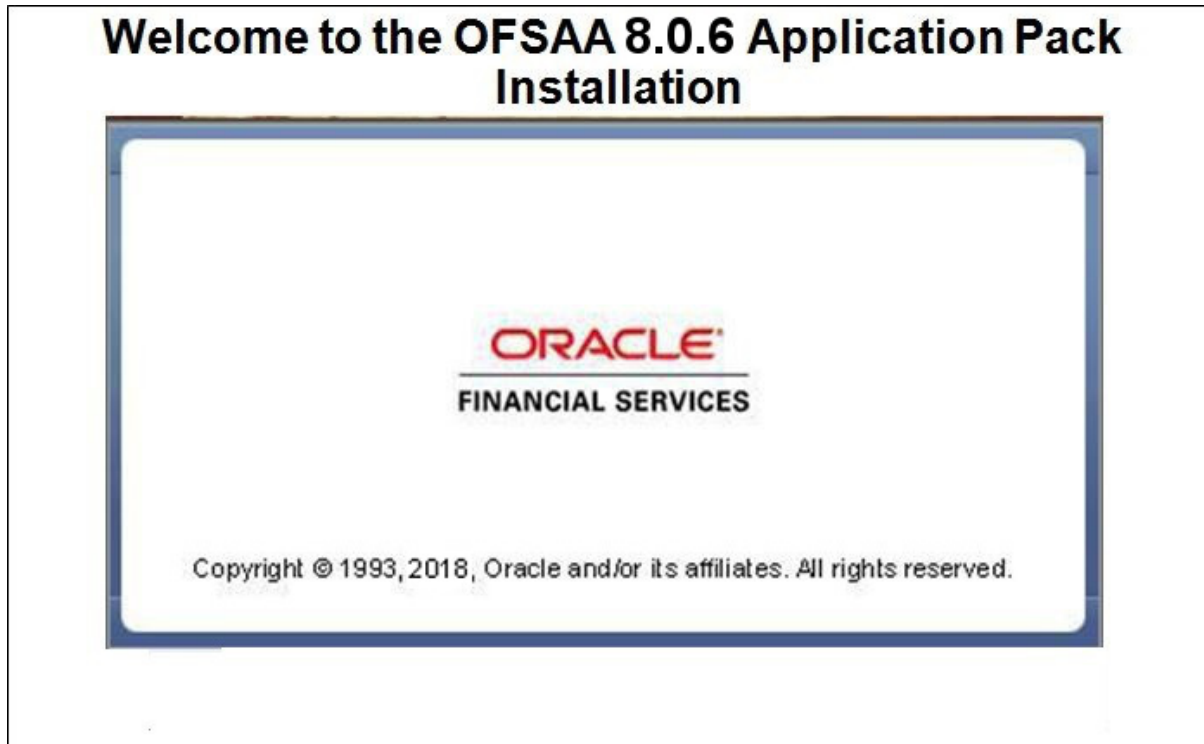 Welcome to the OFSAA 8.0.6 Application Pack
Installation
ORACLE
FINANCIAL SERVICES
Copyright © 1993, 2018, Oracle and/or its affiliates. All rights reserved.